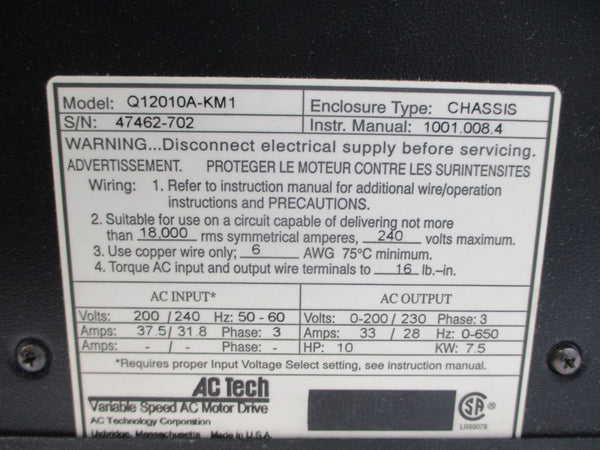 Model: Q12010A-KM1 Enclosure Type: CHASSIS
S/N: 47462-702 Instr. Manual: 1001.008.4
WARNING...Disconnect electrical supply before servicing.
ADVERTISSEMENT. PROTEGER LE MOTEUR CONTRE LES SURINTENSITES
Wiring: 1. Refer to instruction manual for additional wire/operation
instructions and PRECAUTIONS.
2. Suitable for use on a circuit capable of delivering not more
than 18,000 rms symmetrical amperes, 240 volts maximum.
3. Use copper wire only; 6 AWG 75°C minimum.
4. Torque AC input and output wire terminals to 16 lb.-in.
AC INPUT* AC OUTPUT
Volts: 200 / 240 Hz: 50 - 60 Volts: 0-200 / 230 Phase: 3
Amps: 37.5 / 31.8 Phase: 3 Amps: 33 / 28 Hz: 0-650
Amps: - / - Phase: - HP: 10 KW: 7.5
*Requires proper Input Voltage Select setting, see instruction manual.
AC Tech
Variable Speed AC Motor Drive
AC Technology Corporation
Uxbridge, Massachusetts Made in U.S.A.
SA
LR89078